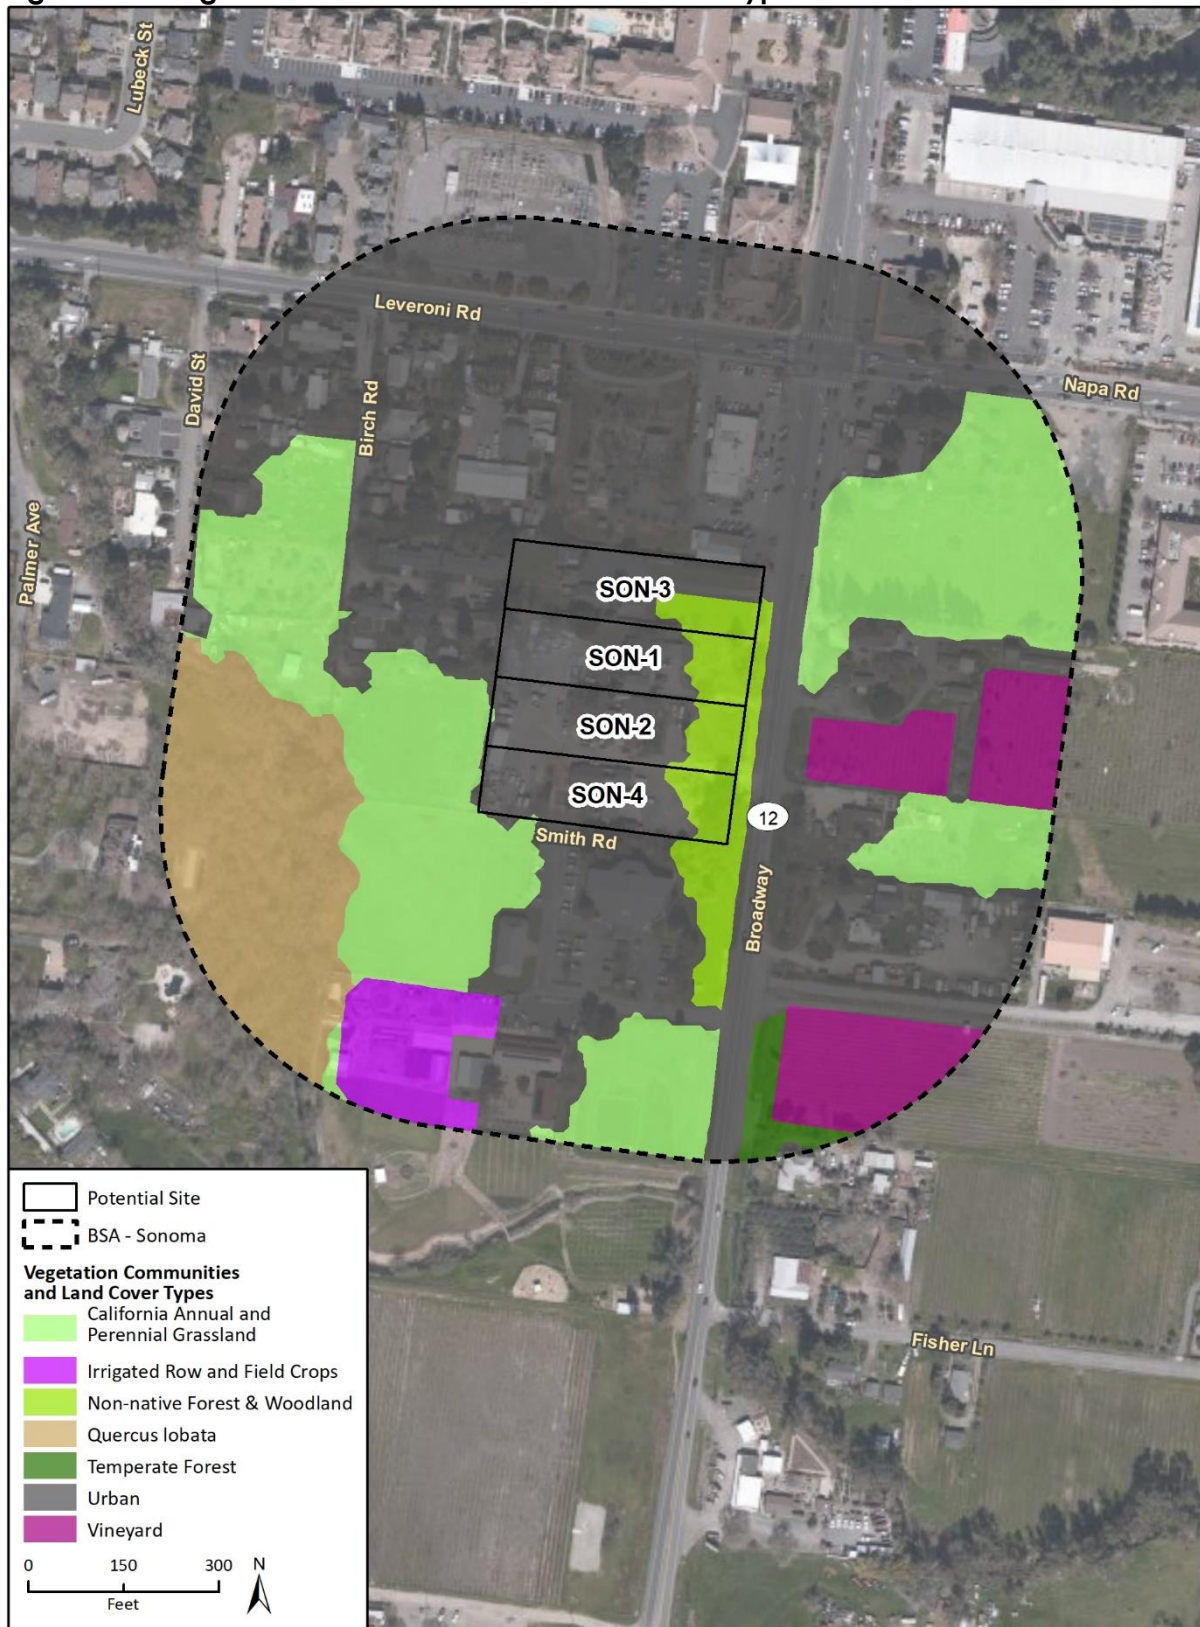 Lubeck St
Leveroni Rd
David St
Birch Rd
Napa Rd
Palmer Ave
SON-3
SON-1
SON-2
SON-4
Smith Rd
12
Broadway
Fisher Ln
Potential Site
BSA - Sonoma
Vegetation Communities
and Land Cover Types
California Annual and
Perennial Grassland
Irrigated Row and Field Crops
Non-native Forest & Woodland
Quercus lobata
Temperate Forest
Urban
Vineyard
0 150 300 N
Feet